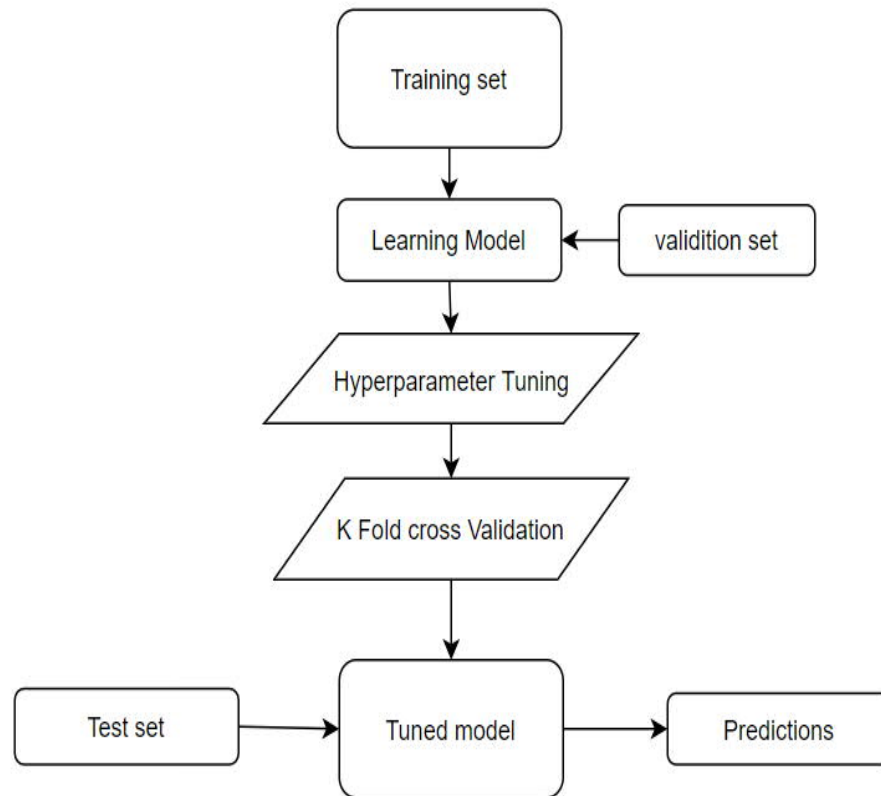 Training set
Learning Model
validition set
Hyperparameter Tuning
K Fold cross Validation
Test set
Tuned model
Predictions